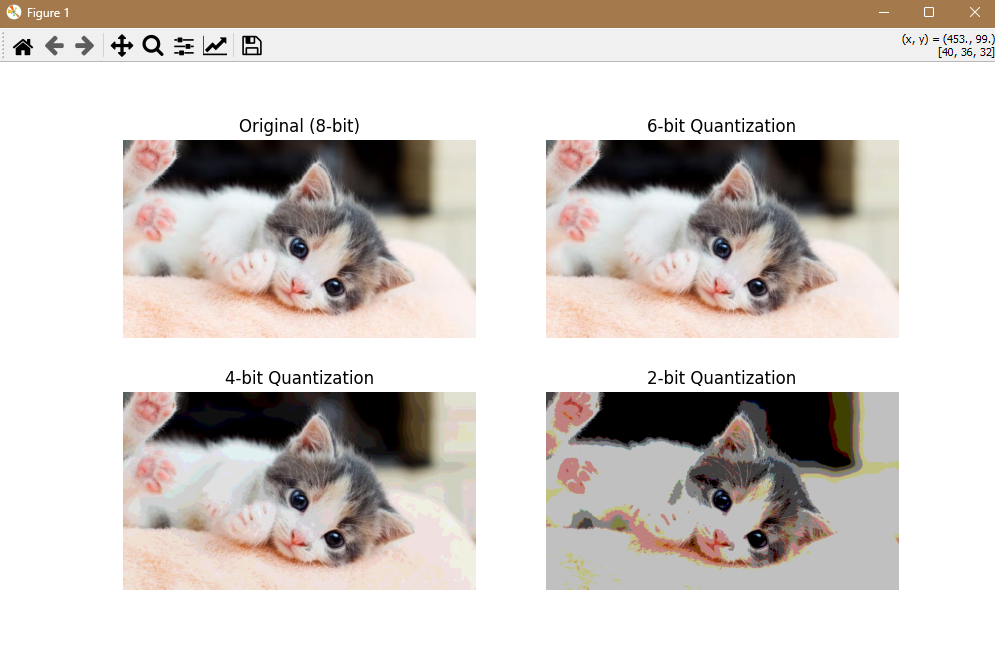 Figure 1
(x, y) = (453., 99.)
[40, 36, 32]
Original (8-bit)
6-bit Quantization
4-bit Quantization
2-bit Quantization